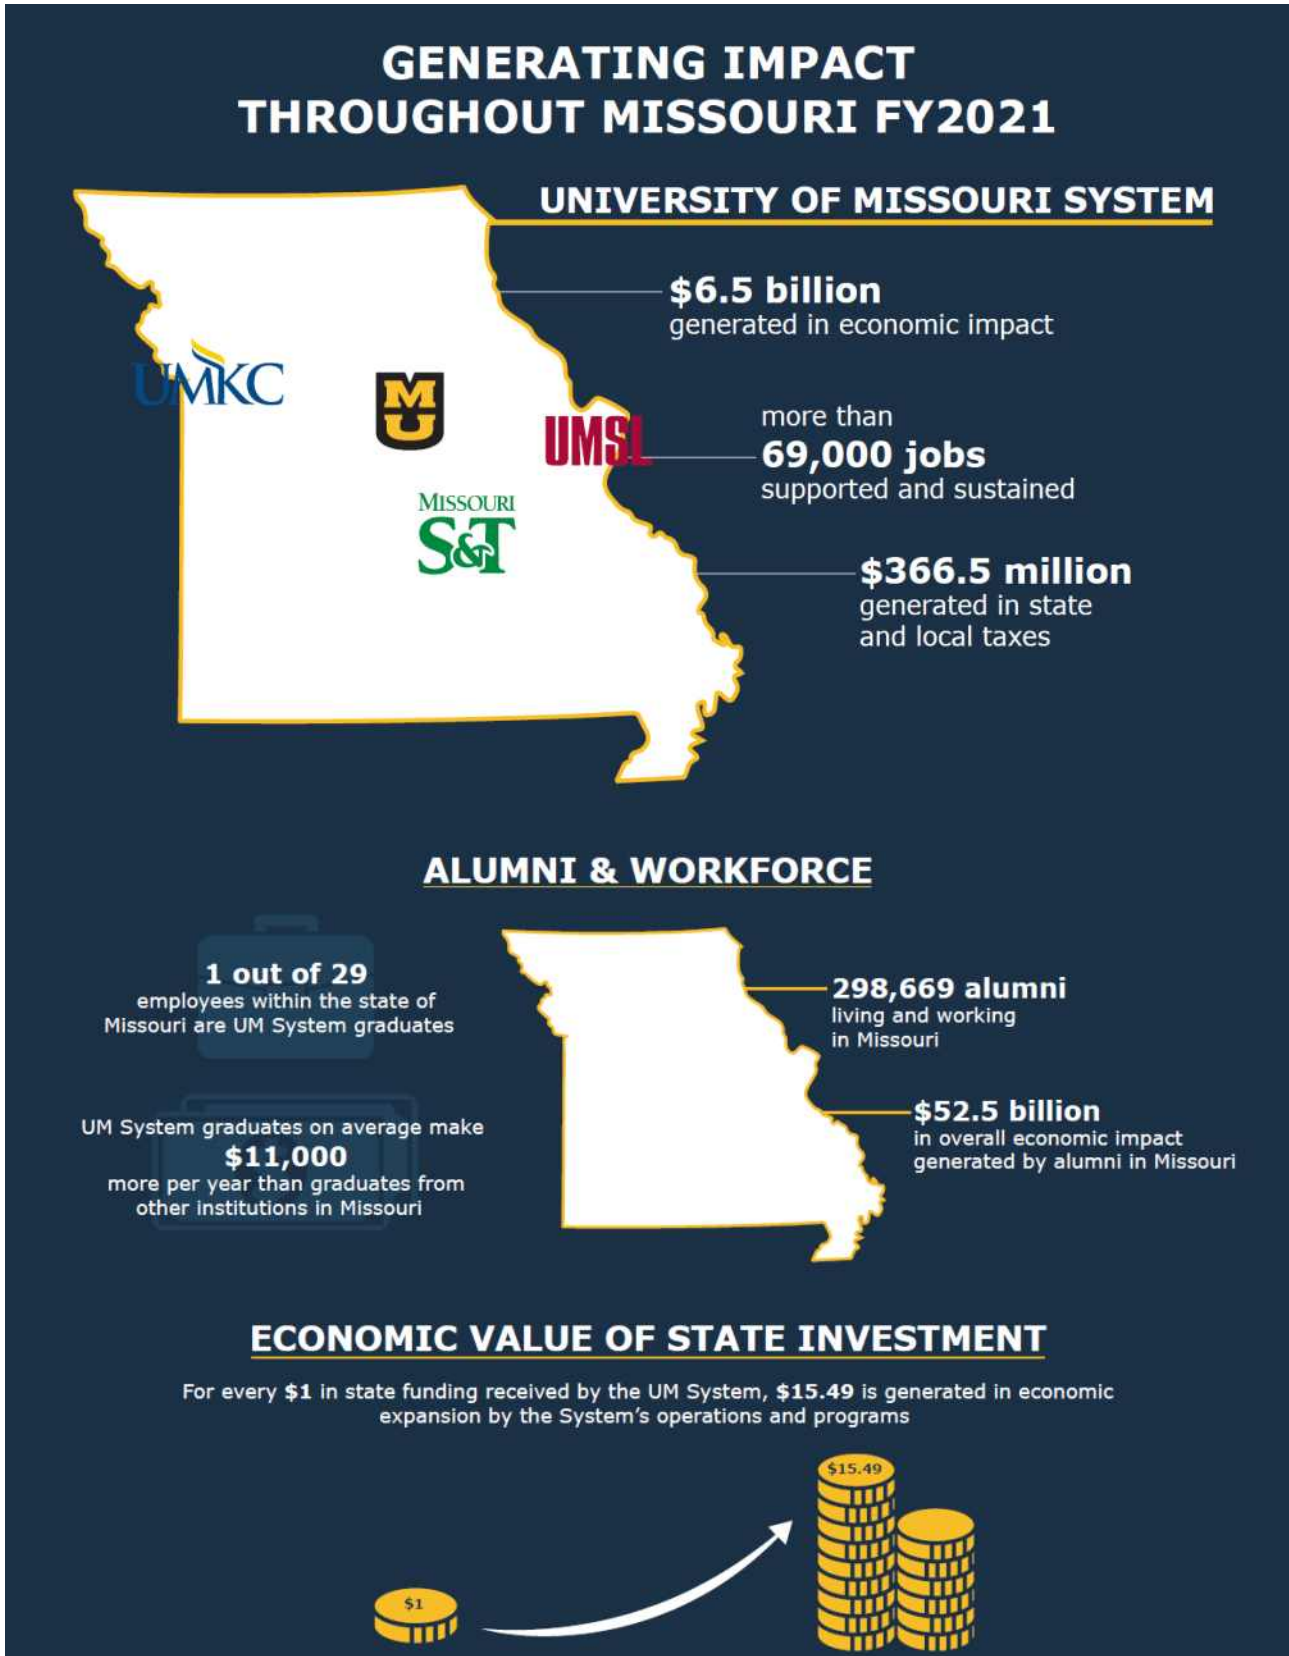 GENERATING IMPACT
THROUGHOUT MISSOURI FY2021
UNIVERSITY OF MISSOURI SYSTEM
$6.5 billion
generated in economic impact
UMKC
MU
UMSL
more than
69,000 jobs
supported and sustained
MISSOURI
S&T
$366.5 million
generated in state
and local taxes
ALUMNI & WORKFORCE
1 out of 29
employees within the state of
Missouri are UM System graduates
UM System graduates on average make
$11,000
more per year than graduates from
other institutions in Missouri
298,669 alumni
living and working
in Missouri
$52.5 billion
in overall economic impact
generated by alumni in Missouri
ECONOMIC VALUE OF STATE INVESTMENT
For every $1 in state funding received by the UM System, $15.49 is generated in economic
expansion by the System's operations and programs
$15.49
$1